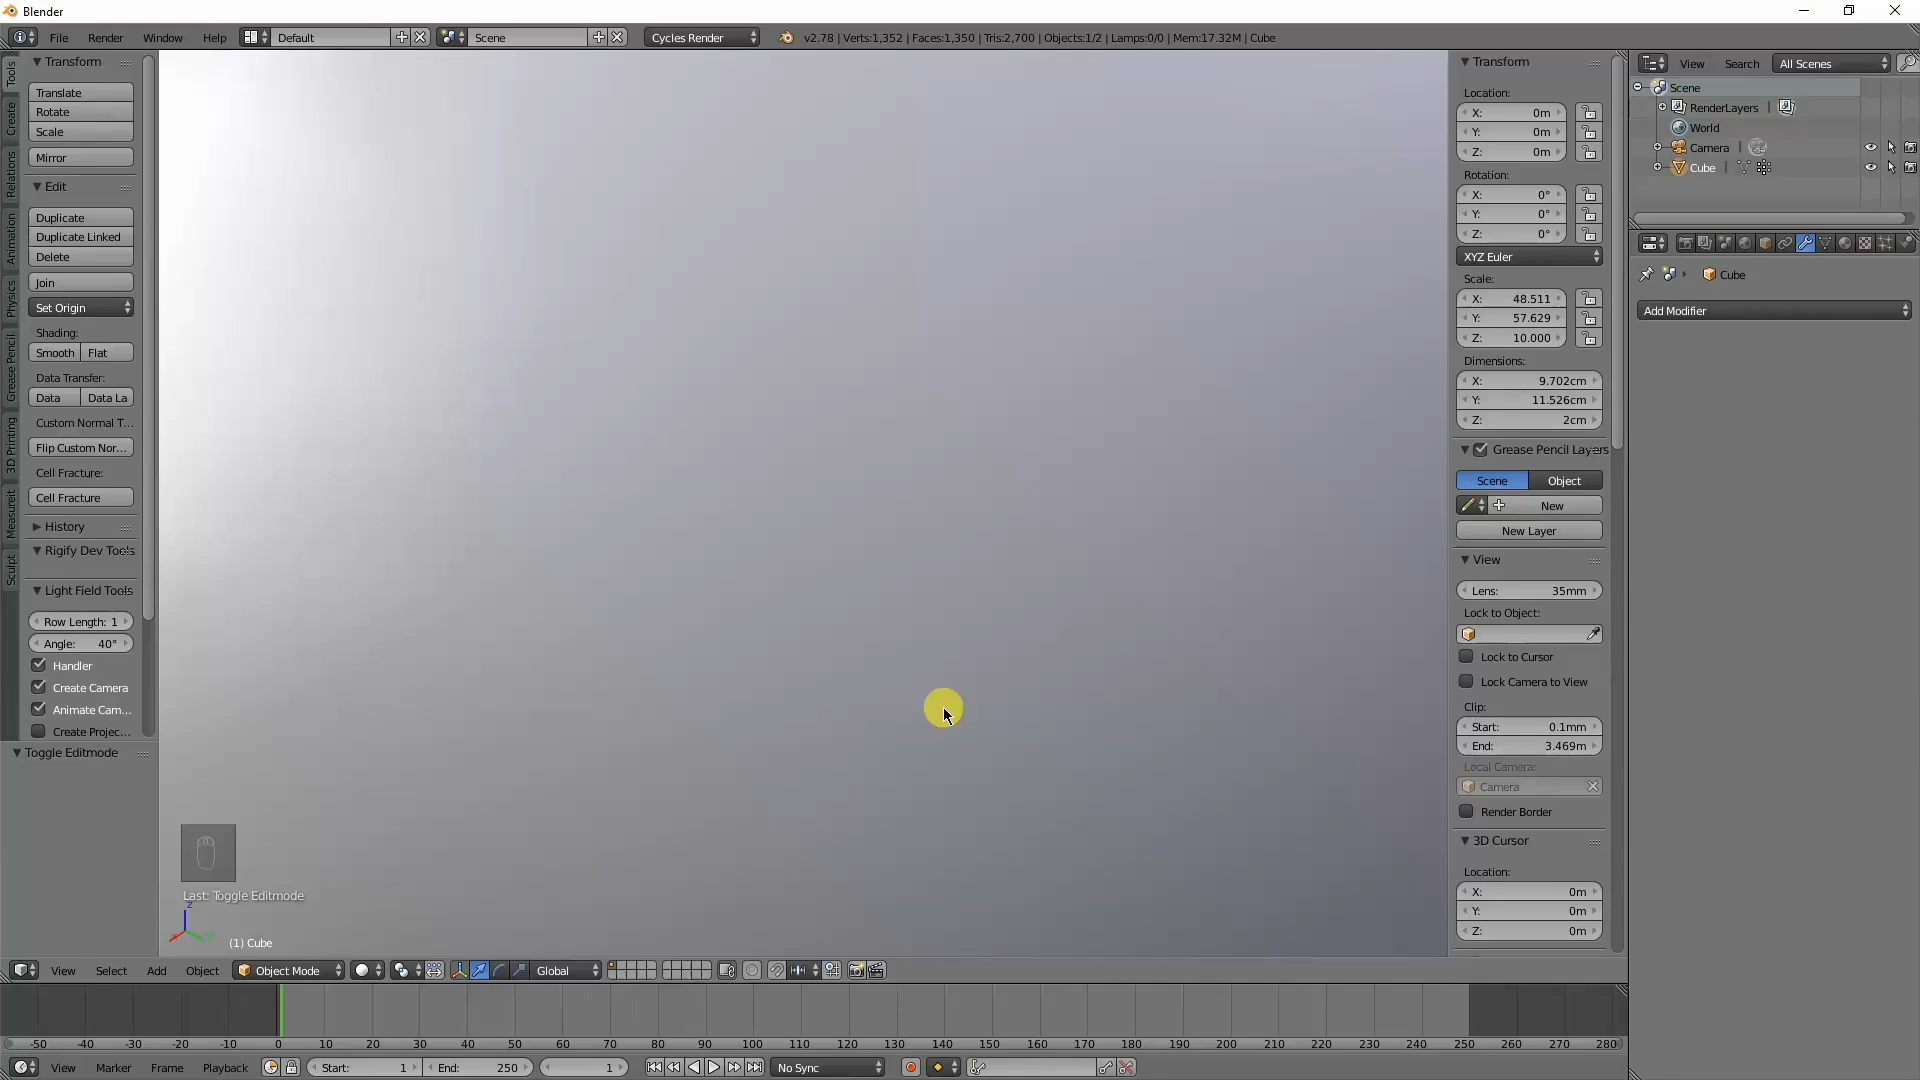 Blender
File Render Window Help Default Scene Cycles Render v2.78 | Verts:1,352 | Faces:1,350 | Tris:2,700 | Objects:1/2 | Lamps:0/0 | Mem:17.32M | Cube
Tools
Create
Relations
Animation
Physics
Grease Pencil
3D Printing
Measureit
Sculpt
Transform
Translate
Rotate
Scale
Mirror
Edit
Duplicate
Duplicate Linked
Delete
Join
Set Origin
Shading:
Smooth Flat
Data Transfer:
Data Data La
Custom Normal T...
Flip Custom Nor...
Cell Fracture:
Cell Fracture
History
Rigify Dev Tools
Light Field Tools
Row Length: 1
Angle: 40°
Handler
Create Camera
Animate Cam...
Create Projec...
Toggle Editmode
Last: Toggle Editmode
z
(1) Cube
Transform
Location:
X: 0m
Y: 0m
Z: 0m
Rotation:
X: 0°
Y: 0°
Z: 0°
XYZ Euler
Scale:
X: 48.511
Y: 57.629
Z: 10.000
Dimensions:
X: 9.702cm
Y: 11.526cm
Z: 2cm
Grease Pencil Layers
Scene Object
New
New Layer
View
Lens: 35mm
Lock to Object:
Lock to Cursor
Lock Camera to View
Clip:
Start: 0.1mm
End: 3.469m
Local Camera:
Camera
Render Border
3D Cursor
Location:
X: 0m
Y: 0m
Z: 0m
View Search All Scenes
Scene
RenderLayers |
World
Camera |
Cube |
Cube
Add Modifier
View Select Add Object Object Mode Global
-50 -40 -30 -20 -10 0 10 20 30 40 50 60 70 80 90 100 110 120 130 140 150 160 170 180 190 200 210 220 230 240 250 260 270 280
View Marker Frame Playback Start: 1 End: 250 1 No Sync